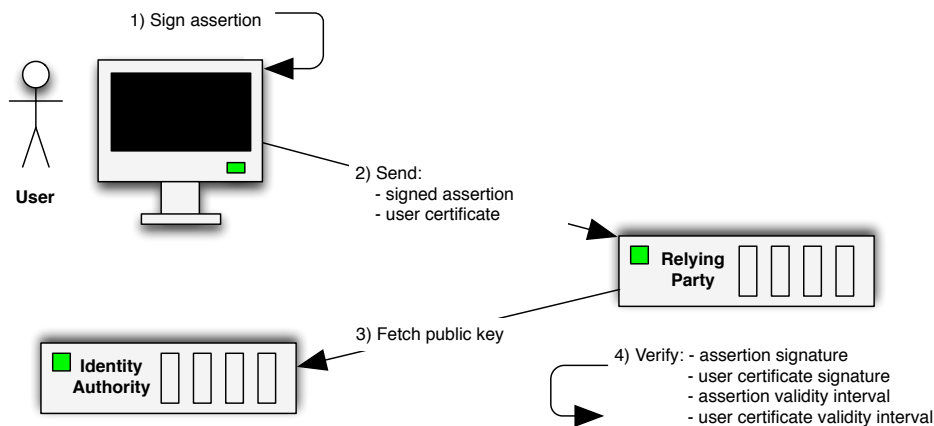 1) Sign assertion
User
2) Send:
- signed assertion
- user certificate
Relying
Party
3) Fetch public key
Identity
Authority
4) Verify: - assertion signature
- user certificate signature
- assertion validity interval
- user certificate validity interval